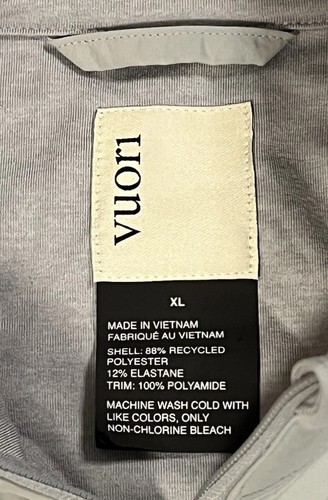 vuori
XL
MADE IN VIETNAM
FABRIQUÉ AU VIETNAM
SHELL: 88% RECYCLED
POLYESTER
12% ELASTANE
TRIM: 100% POLYAMIDE
MACHINE WASH COLD WITH
LIKE COLORS, ONLY
NON-CHLORINE BLEACH